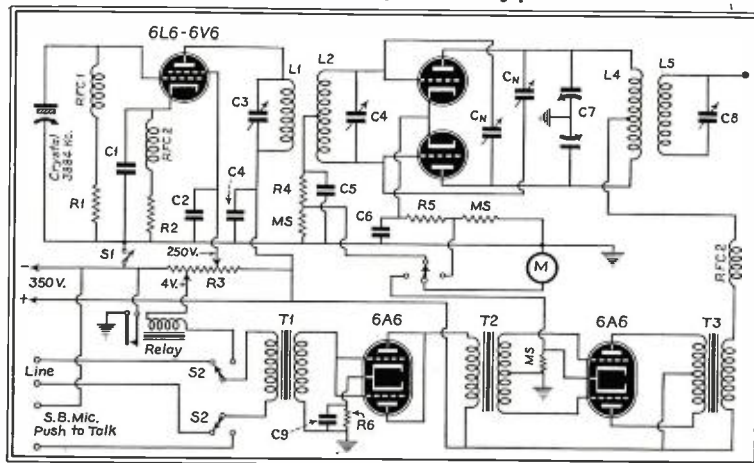 6L6-6V6
RFC1
Crystal
3884 Kc.
R1
C1
RFC2
R2
C2
C4
C3
L1
L2
C4
R4
MS
C5
C6
CN
CN
C7
L4
L5
C8
R5
MS
M
RFC2
S1
250V.
350V.
4V.
R3
-
+
Relay
Line
S.B. Mic.
Push to Talk
S2
S2
T1
6A6
C9
R6
T2
MS
6A6
T3